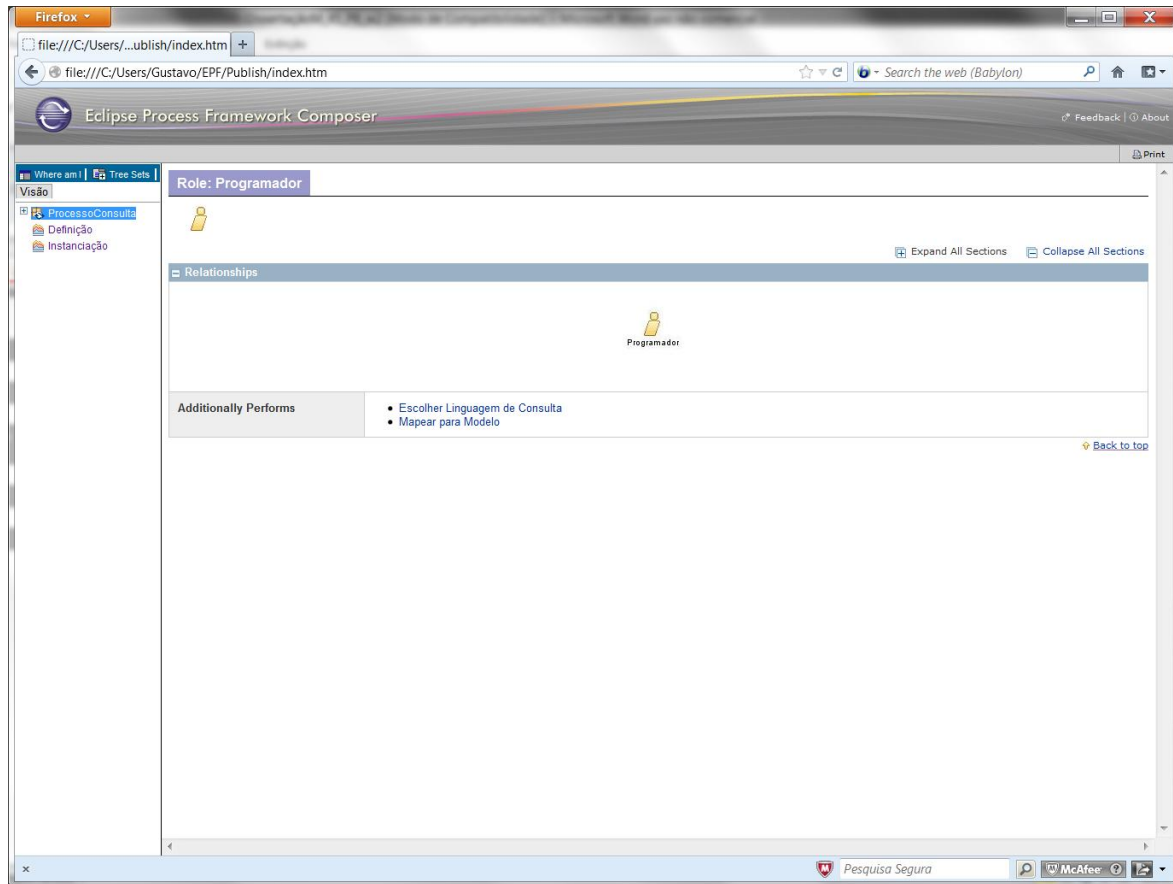 Firefox
file:///C:/Users/...ublish/index.htm +
file:///C:/Users/Gustavo/EPF/Publish/index.htm Search the web (Babylon)
Eclipse Process Framework Composer
Feedback | About
Print
Where am I Tree Sets
Visão
ProcessoConsulta
Definição
Instanciação
Role: Programador
Expand All Sections Collapse All Sections
Relationships
Programador
Additionally Performs
• Escolher Linguagem de Consulta
• Mapear para Modelo
Back to top
x Pesquisa Segura McAfee